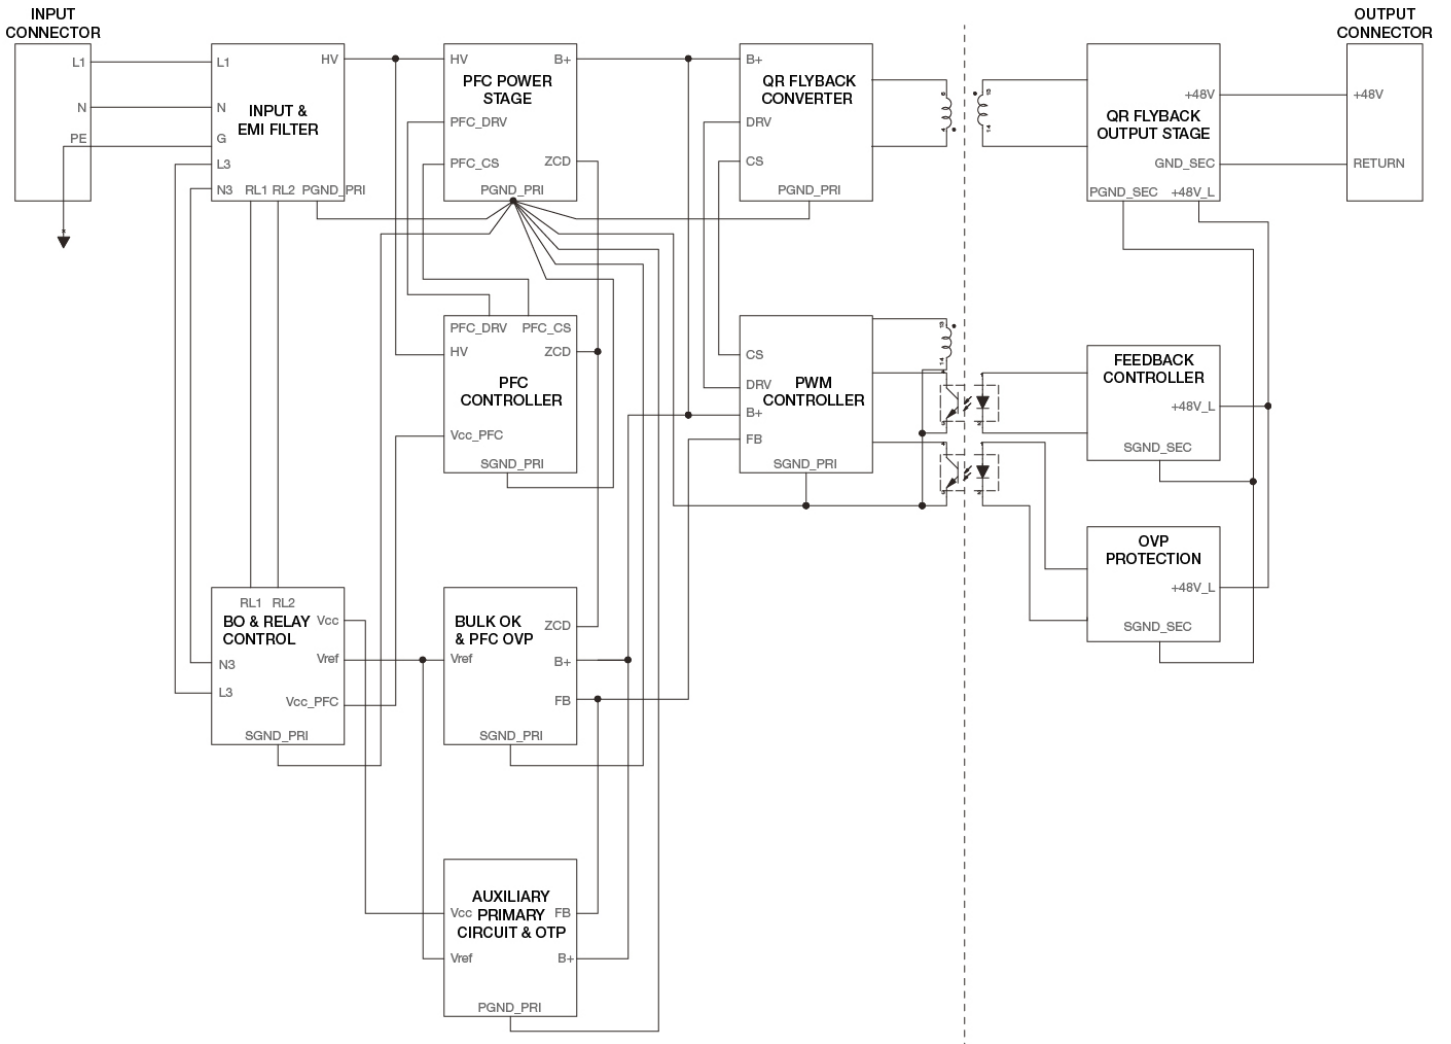 INPUT
CONNECTOR
L1
N
PE
L1
HV
INPUT &
EMI FILTER
N
G
L3
N3
RL1
RL2
PGND_PRI
HV
B+
PFC POWER
STAGE
PFC_DRV
PFC_CS
ZCD
PGND_PRI
B+
QR FLYBACK
CONVERTER
DRV
CS
PGND_PRI
QR FLYBACK
OUTPUT STAGE
+48V
GND_SEC
PGND_SEC
+48V_L
OUTPUT
CONNECTOR
+48V
RETURN
PFC_DRV
PFC_CS
HV
ZCD
PFC
CONTROLLER
Vcc_PFC
SGND_PRI
CS
DRV
PWM
CONTROLLER
B+
FB
SGND_PRI
FEEDBACK
CONTROLLER
+48V_L
SGND_SEC
OVP
PROTECTION
+48V_L
SGND_SEC
RL1
RL2
BO & RELAY
CONTROL
Vcc
Vref
N3
L3
Vcc_PFC
SGND_PRI
BULK OK
& PFC OVP
ZCD
Vref
B+
FB
SGND_PRI
AUXILIARY
PRIMARY
CIRCUIT & OTP
Vcc
FB
Vref
B+
PGND_PRI